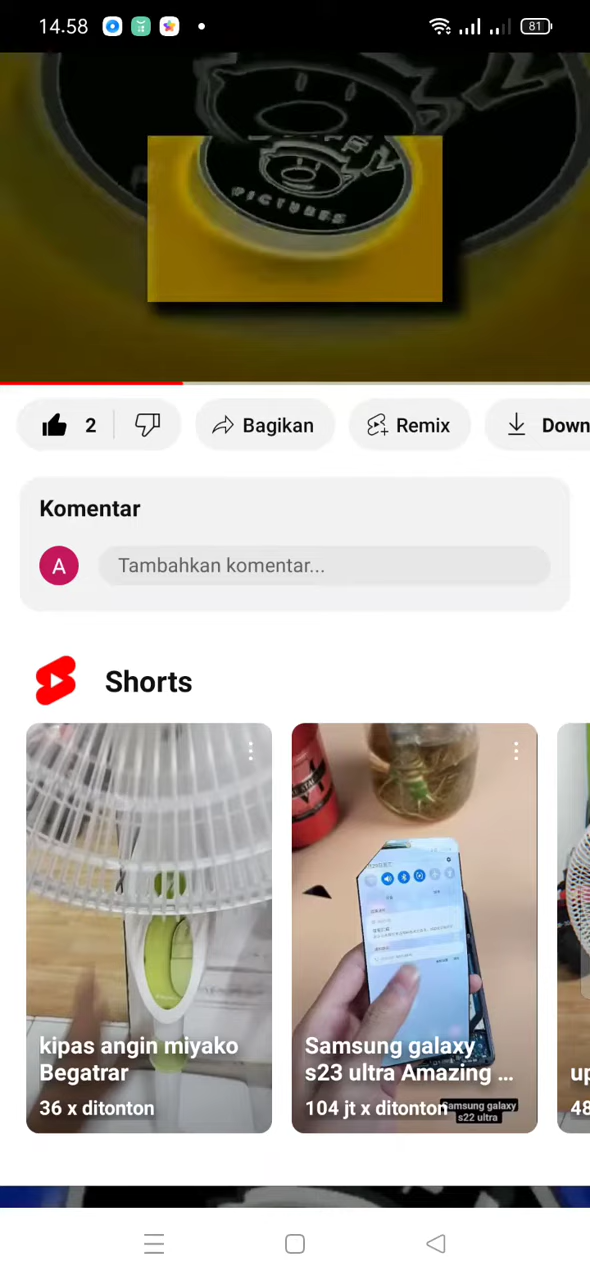 14.58
81
PICTURES
2
Bagikan
Remix
Down
Komentar
A
Tambahkan komentar...
Shorts
kipas angin miyako
Begatrar
36 x ditonton
Samsung galaxy
s23 ultra Amazing ...
104 jt x ditonton
Samsung galaxy
s22 ultra
up
48